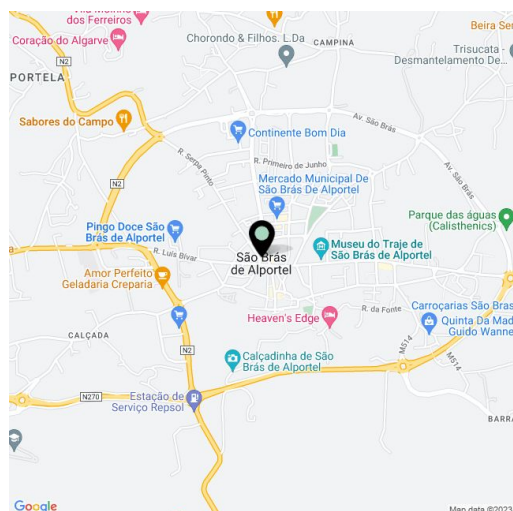 dos Ferreiros
Coração do Algarve
Chorondo & Filhos. L.Da
CAMPINA
Beira Ser
Trisucata -
Desmantelamento De...
PORTELA
N2
Sabores do Campo
Continente Bom Dia
Av. São Brás
R. Serpa Pinto
R. Primeiro de Junho
Av. São Brás
N2
Mercado Municipal De
São Brás De Alportel
Pingo Doce São
Brás de Alportel
Parque das águas
(Calisthenics)
R. Luís Bivar
São Brás
de Alportel
Museu do Traje de
São Brás de Alportel
Amor Perfeito
Geladaria Creparia
Heaven's Edge
R. da Fonte
Carroçarias São Bras
Quinta Da Mad
Guido Wanne
CALÇADA
N2
M514
M514
Calçadinha de São
Brás de Alportel
N270
Estação de
Serviço Repsol
BARRA
Google
Map data ©2023